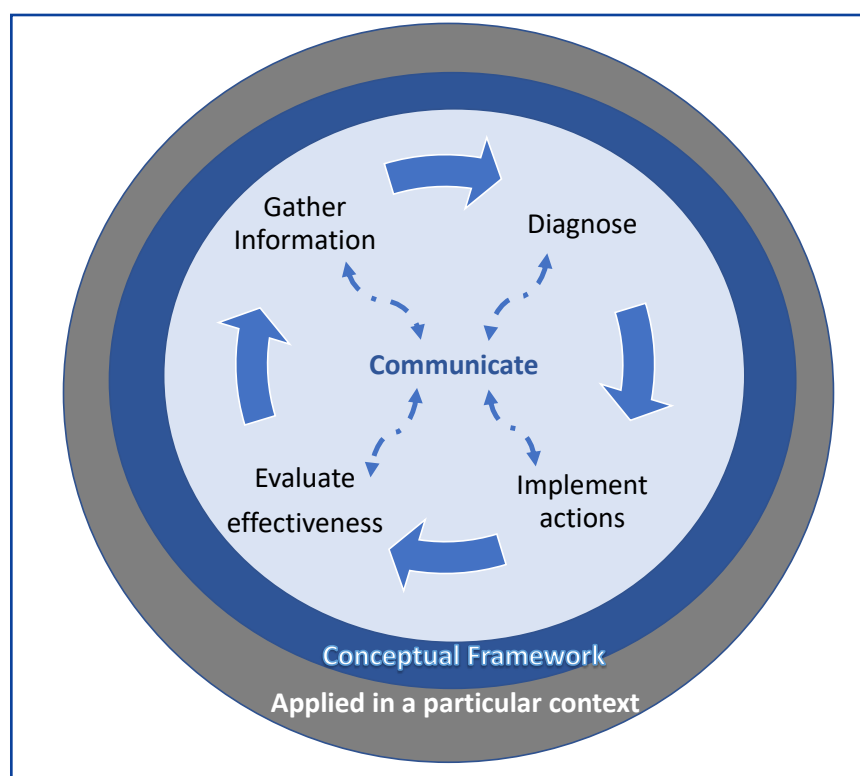 Gather
Information
Diagnose
Communicate
Evaluate
effectiveness
Implement
actions
Conceptual Framework
Applied in a particular context